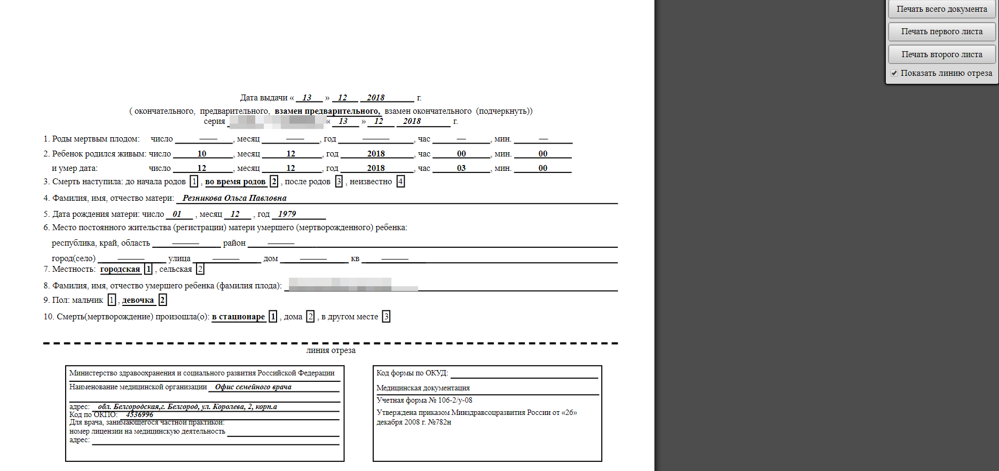 Печать всего документа
Печать первого листа
Печать второго листа
Показать линию отреза
Дата выдачи « 13 » 12 2018 г.
( окончательного, предварительного, взамен предварительного, взамен окончательного (подчеркнуть))
серия « 13 » 12 2018 г.
1. Роды мертвым плодом: число —— , месяц —— , год ——— , час — , мин. —
2. Ребенок родился живым: число 10 , месяц 12 , год 2018 , час 00 , мин. 00
и умер дата: число 12 , месяц 12 , год 2018 , час 03 , мин. 00
3. Смерть наступила: до начала родов 1 , во время родов 2 , после родов 3 , неизвестно 4
4. Фамилия, имя, отчество матери: Резникова Ольга Павловна
5. Дата рождения матери: число 01 , месяц 12 , год 1979
6. Место постоянного жительства (регистрации) матери умершего (мертворожденного) ребенка:
республика, край, область ——— район ———
город(село) ——— улица ——— дом ——— кв ———
7. Местность: городская 1 , сельская 2
8. Фамилия, имя, отчество умершего ребенка (фамилия плода):
9. Пол: мальчик 1 , девочка 2
10. Смерть(мертворождение) произошла(о): в стационаре 1 , дома 2 , в другом месте 3
линия отреза
Министерство здравоохранения и социального развития Российской Федерации
Наименование медицинской организации Офис семейного врача
адрес: обл. Белгородская,г. Белгород, ул. Королева, 2, корп.а
Код по ОКПО: 4536996
Для врача, занимающегося частной практикой:
номер лицензии на медицинскую деятельность
адрес:
Код формы по ОКУД:
Медицинская документация
Учетная форма № 106-2/у-08
Утверждена приказом Минздравсоцразвития России от «26»
декабря 2008 г. №782н